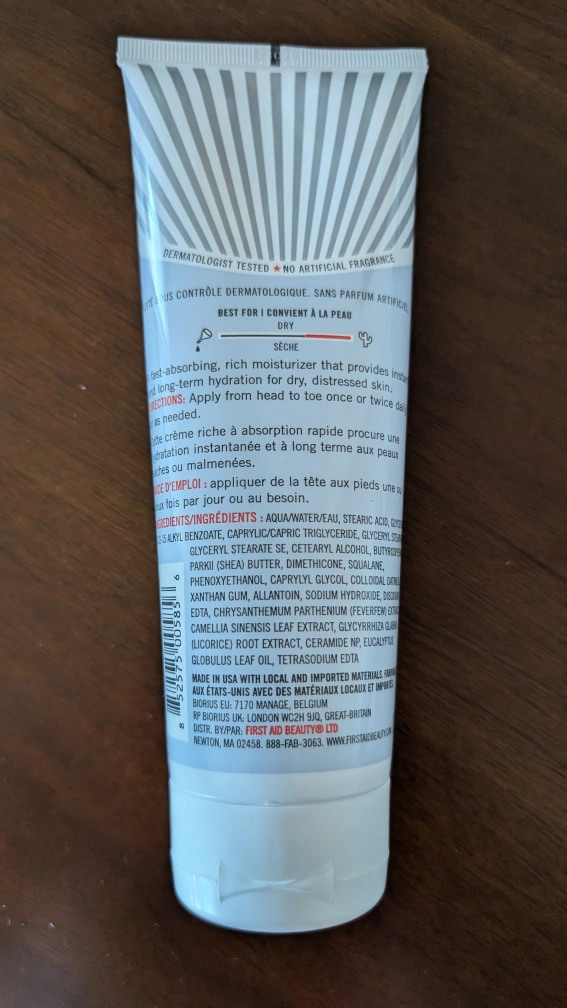 DERMATOLOGIST TESTED ★ NO ARTIFICIAL FRAGRANCE
SOUS CONTRÔLE DERMATOLOGIQUE. SANS PARFUM
BEST FOR I CONVIENT À LA PEAU
DRY
SÈCHE
fast-absorbing, rich moisturizer that provides
long-term hydration for dry, distressed skin.
Apply from head to toe once or twice
as needed.
crème riche à absorption rapide procure une
instantanée et à long terme aux peaux
ou malmenées.
D'EMPLOI : appliquer de la tête aux pieds une
fois par jour ou au besoin.
INGRÉDIENTS : AQUA/WATER/EAU, STEARIC ACID,
ALKYL BENZOATE, CAPRYLIC/CAPRIC TRIGLYCERIDE, GLYCERYL
GLYCERYL STEARATE SE, CETEARYL ALCOHOL,
PARKII (SHEA) BUTTER, DIMETHICONE, SQUALANE,
PHENOXYETHANOL, CAPRYLYL GLYCOL, COLLOIDAL
XANTHAN GUM, ALLANTOIN, SODIUM HYDROXIDE,
EDTA, CHRYSANTHEMUM PARTHENIUM (FEVERFEW)
CAMELLIA SINENSIS LEAF EXTRACT, GLYCYRRHIZA
(LICORICE) ROOT EXTRACT, CERAMIDE NP, EUCALYPTUS
GLOBULUS LEAF OIL, TETRASODIUM EDTA
8 52575 00585 6
MADE IN USA WITH LOCAL AND IMPORTED MATERIALS.
AUX ÉTATS-UNIS AVEC DES MATÉRIAUX LOCAUX ET IMPORTÉS
BIORIUS EU: 7170 MANAGE, BELGIUM
RP BIORIUS UK: LONDON WC2H 9JQ, GREAT-BRITAIN
DISTR. BY/PAR: FIRST AID BEAUTY® LTD
NEWTON, MA 02458. 888-FAB-3063. WWW.FIRSTAIDBEAUTY.